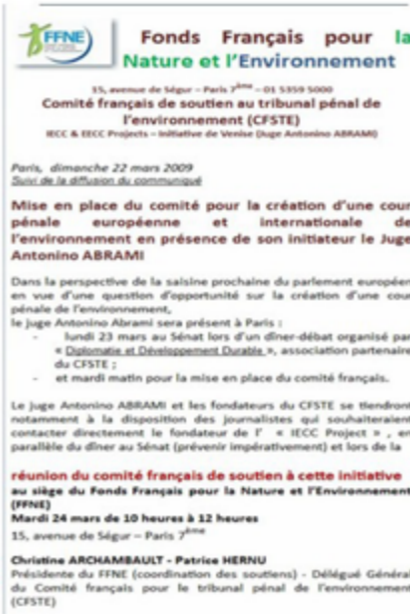 FFNE
Fonds Français pour la
Nature et l'Environnement
15, avenue de Ségur – Paris 7ème – 01 5359 5000
Comité français de soutien au tribunal pénal de
l'environnement (CFSTE)
IECC & EECC Projects – Initiative de Venise (Juge Antonino ABRAMI)
Paris, dimanche 22 mars 2009
Suivi de la diffusion du communiqué
Mise en place du comité pour la création d'une cour
pénale européenne et internationale de
l'environnement en présence de son initiateur le Juge
Antonino ABRAMI
Dans la perspective de la saisine prochaine du parlement européen
en vue d'une question d'opportunité sur la création d'une cour
pénale de l'environnement,
le juge Antonino Abrami sera présent à Paris :
- lundi 23 mars au Sénat lors d'un dîner-débat organisé par
« Diplomatie et Développement Durable », association partenaire
du CFSTE ;
- et mardi matin pour la mise en place du comité français.
Le juge Antonino ABRAMI et les fondateurs du CFSTE se tiendront
notamment à la disposition des journalistes qui souhaiteraient
contacter directement le fondateur de l' « IECC Project » , en
parallèle du dîner au Sénat (prévenir impérativement) et lors de la
réunion du comité français de soutien à cette initiative
au siège du Fonds Français pour la Nature et l'Environnement
(FFNE)
Mardi 24 mars de 10 heures à 12 heures
15, avenue de Ségur – Paris 7ème
Christine ARCHAMBAULT - Patrice HERNU
Présidente du FFNE (coordination des soutiens) - Délégué Général
du Comité français pour le tribunal pénal de l'environnement
(CFSTE)